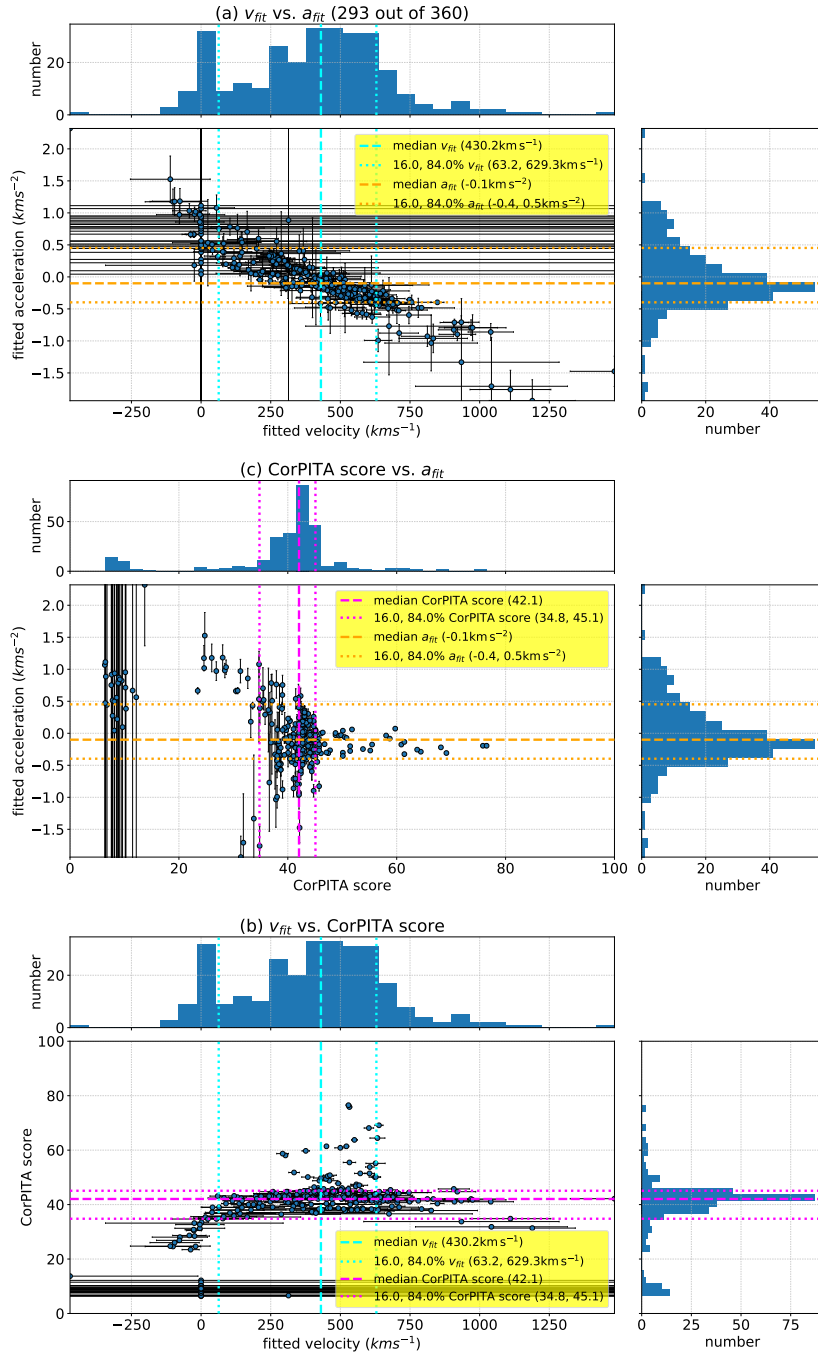 (a) v_fit vs. a_fit (293 out of 360)
number
20
0
fitted acceleration (kms⁻²)
2.0
1.5
1.0
0.5
0.0
−0.5
−1.0
−1.5
median v_fit (430.2km s⁻¹)
16.0, 84.0% v_fit (63.2, 629.3km s⁻¹)
median a_fit (-0.1km s⁻²)
16.0, 84.0% a_fit (-0.4, 0.5km s⁻²)
−250 0 250 500 750 1000 1250
fitted velocity (kms⁻¹)
0 20 40
number
(c) CorPITA score vs. a_fit
number
50
0
fitted acceleration (kms⁻²)
2.0
1.5
1.0
0.5
0.0
−0.5
−1.0
−1.5
median CorPITA score (42.1)
16.0, 84.0% CorPITA score (34.8, 45.1)
median a_fit (-0.1km s⁻²)
16.0, 84.0% a_fit (-0.4, 0.5km s⁻²)
0 20 40 60 80 100
CorPITA score
0 20 40
number
(b) v_fit vs. CorPITA score
number
20
0
CorPITA score
100
80
60
40
20
0
median v_fit (430.2km s⁻¹)
16.0, 84.0% v_fit (63.2, 629.3km s⁻¹)
median CorPITA score (42.1)
16.0, 84.0% CorPITA score (34.8, 45.1)
−250 0 250 500 750 1000 1250
fitted velocity (kms⁻¹)
0 25 50 75
number